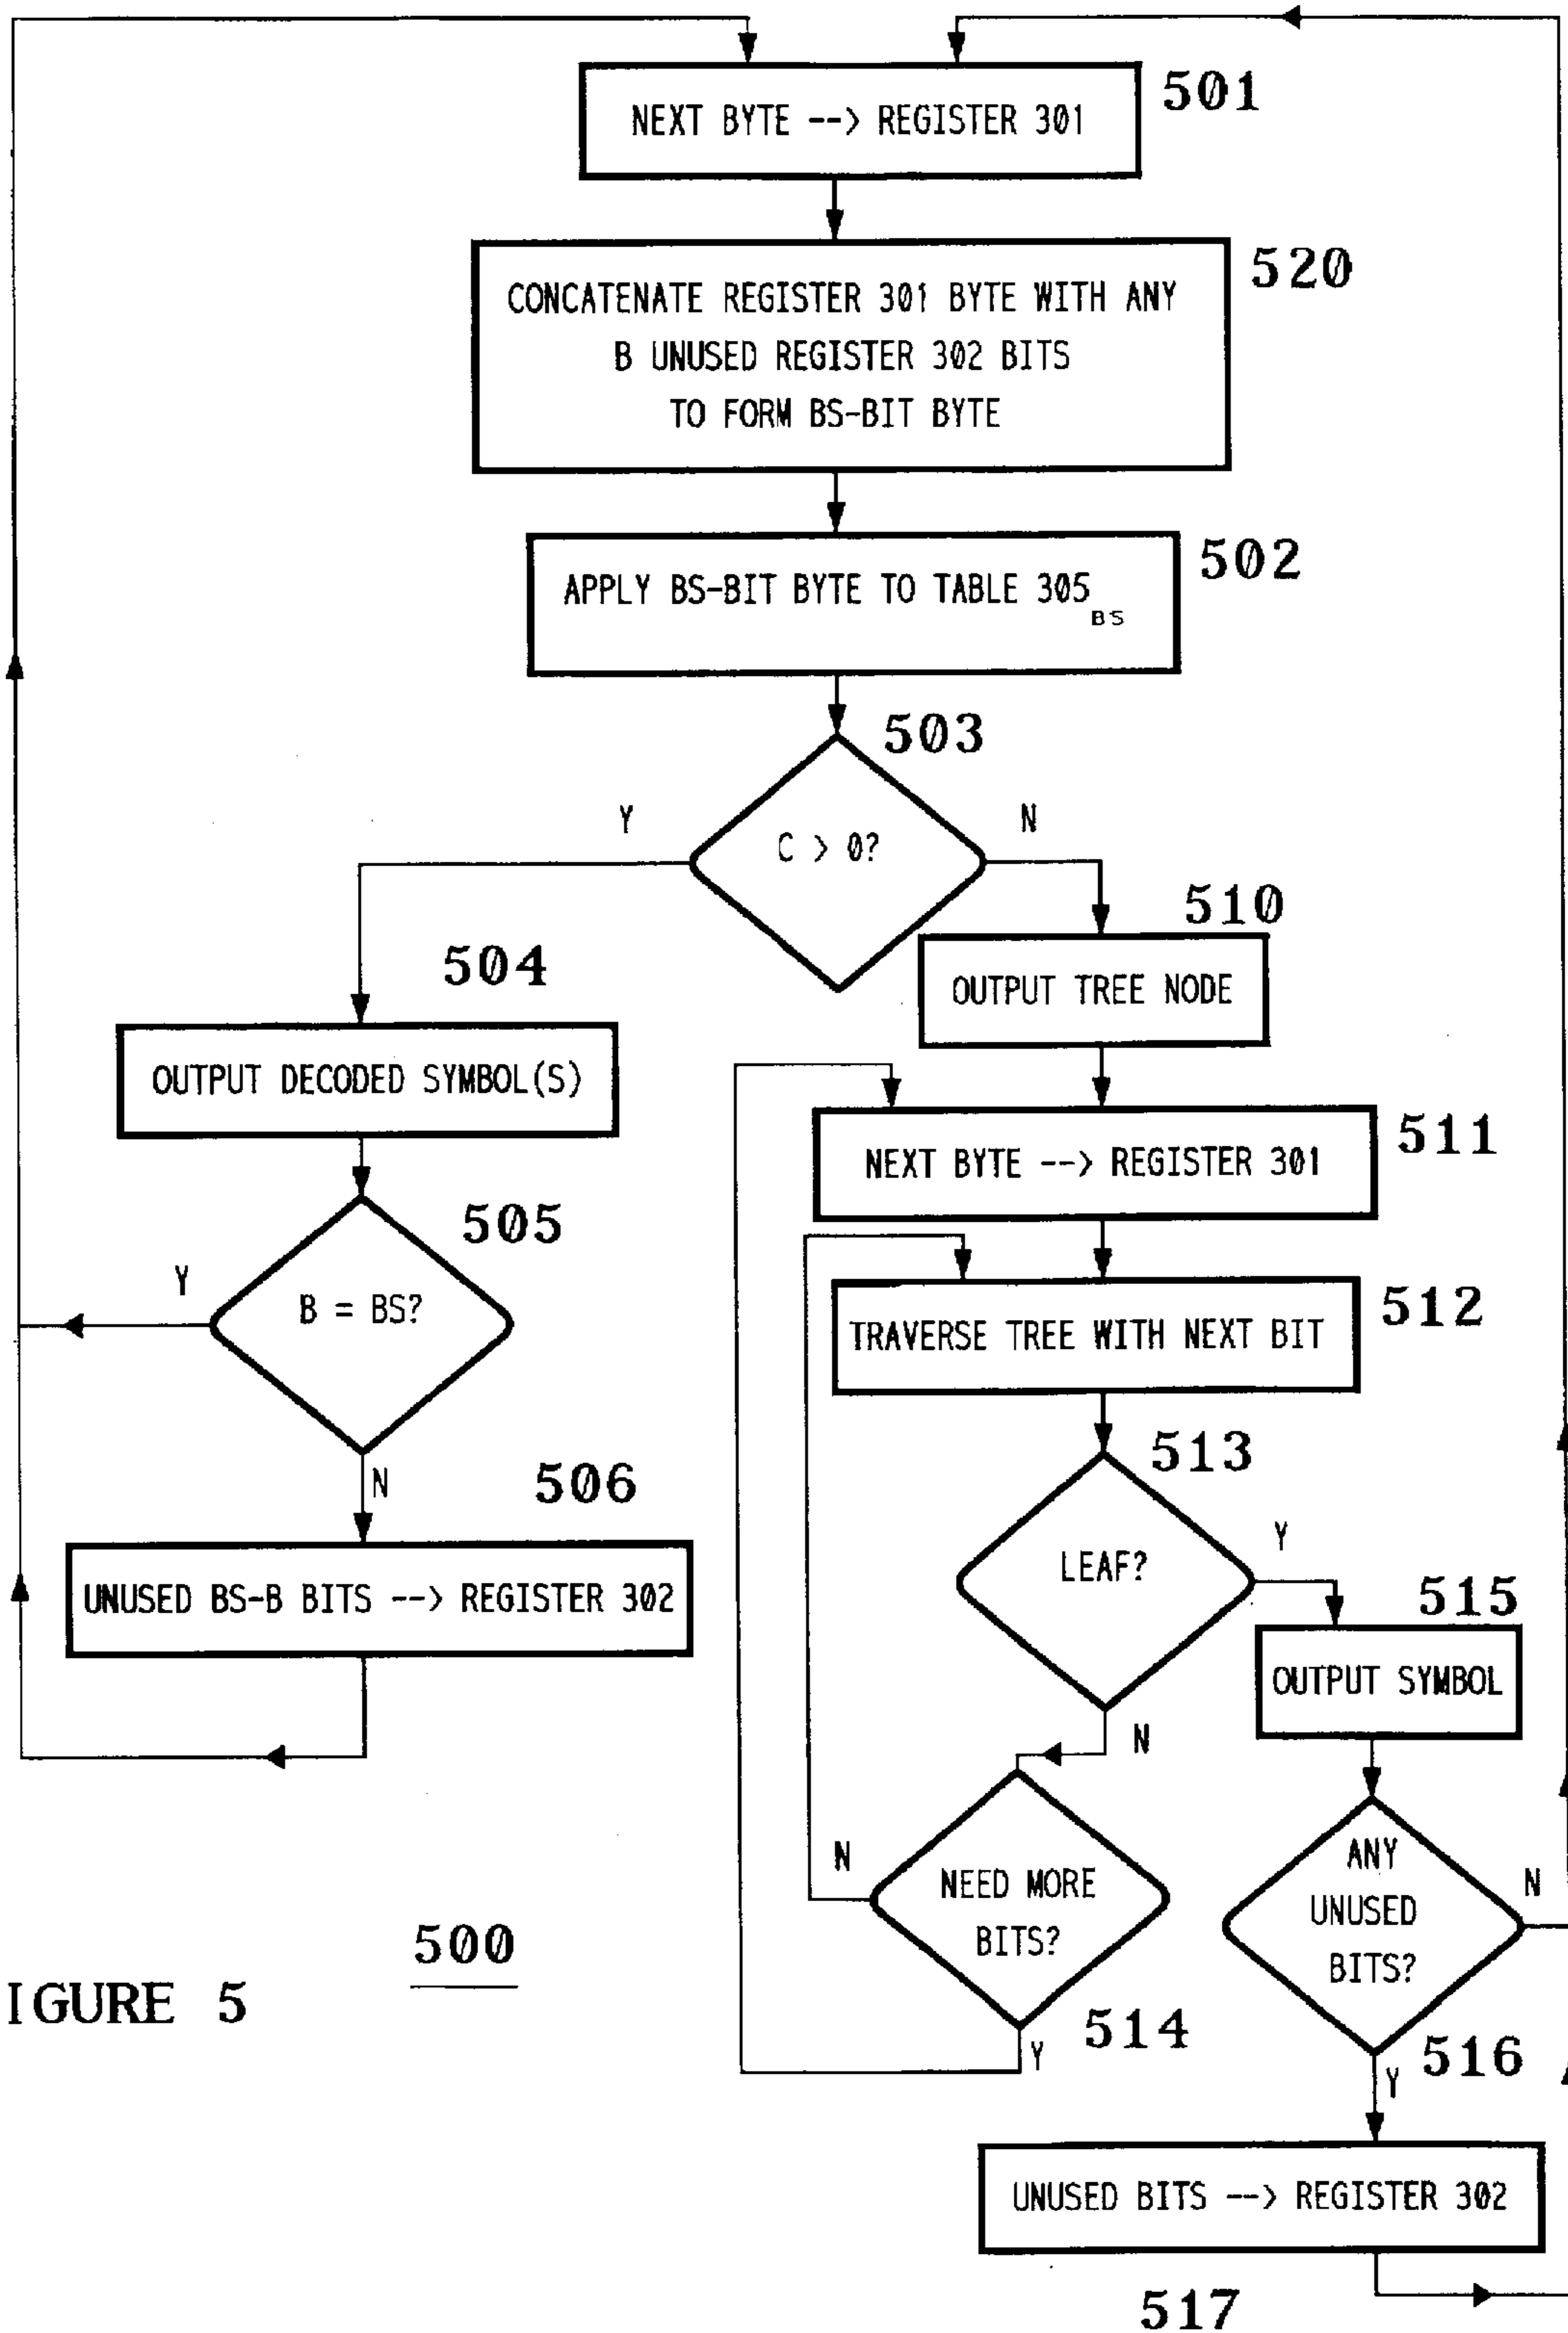 501
NEXT BYTE --> REGISTER 301
520
CONCATENATE REGISTER 301 BYTE WITH ANY
B UNUSED REGISTER 302 BITS
TO FORM BS-BIT BYTE
502
APPLY BS-BIT BYTE TO TABLE 305BS
503
C > 0?
Y
N
510
OUTPUT TREE NODE
504
OUTPUT DECODED SYMBOL(S)
511
NEXT BYTE --> REGISTER 301
505
B = BS?
Y
N
512
TRAVERSE TREE WITH NEXT BIT
506
UNUSED BS-B BITS --> REGISTER 302
513
LEAF?
Y
N
515
OUTPUT SYMBOL
NEED MORE
BITS?
N
Y
514
ANY
UNUSED
BITS?
N
Y
516
UNUSED BITS --> REGISTER 302
517
500
IGURE 5